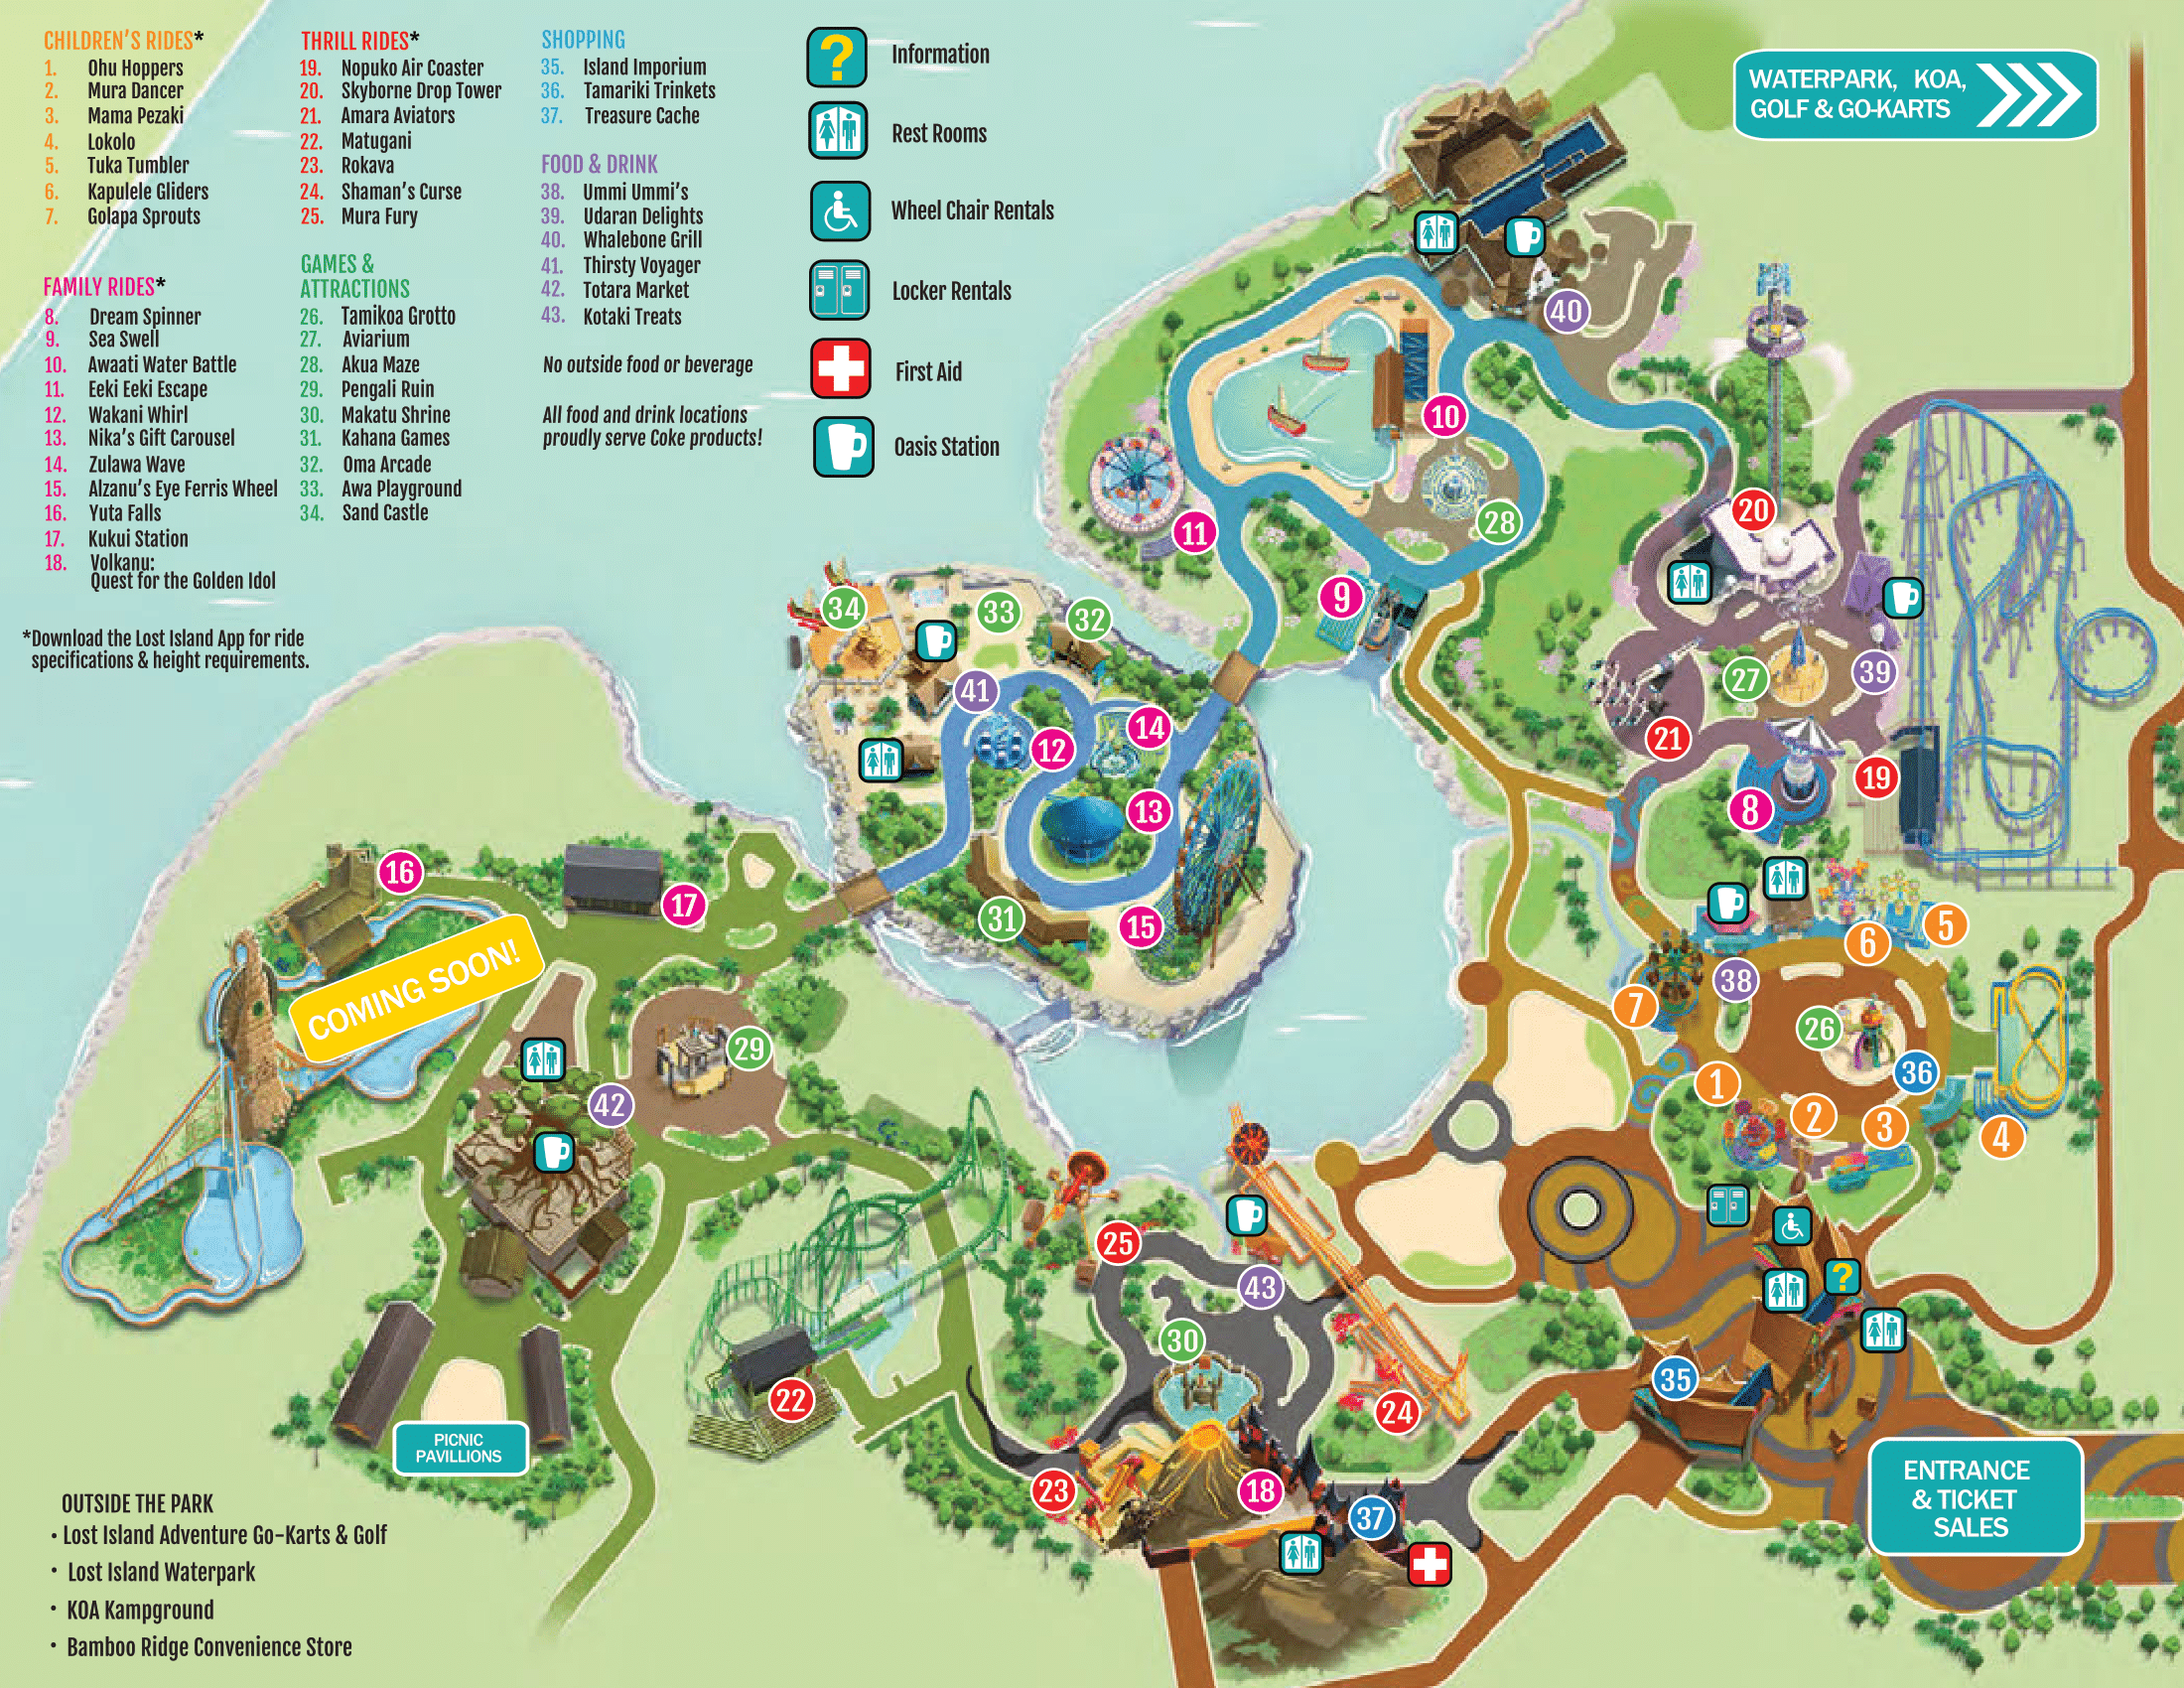 CHILDREN'S RIDES*
1. Ohu Hoppers
2. Mura Dancer
3. Mama Pezaki
4. Lokolo
5. Tuka Tumbler
6. Kapulele Gliders
7. Golapa Sprouts
FAMILY RIDES*
8. Dream Spinner
9. Sea Swell
10. Awaati Water Battle
11. Eeki Eeki Escape
12. Wakani Whirl
13. Nika's Gift Carousel
14. Zulawa Wave
15. Alzanu's Eye Ferris Wheel
16. Yuta Falls
17. Kukui Station
18. Volkanu:
Quest for the Golden Idol
*Download the Lost Island App for ride
specifications & height requirements.
THRILL RIDES*
19. Nopuko Air Coaster
20. Skyborne Drop Tower
21. Amara Aviators
22. Matugani
23. Rokava
24. Shaman's Curse
25. Mura Fury
GAMES &
ATTRACTIONS
26. Tamikoa Grotto
27. Aviarium
28. Akua Maze
29. Pengali Ruin
30. Makatu Shrine
31. Kahana Games
32. Oma Arcade
33. Awa Playground
34. Sand Castle
SHOPPING
35. Island Imporium
36. Tamariki Trinkets
37. Treasure Cache
FOOD & DRINK
38. Ummi Ummi's
39. Udaran Delights
40. Whalebone Grill
41. Thirsty Voyager
42. Totara Market
43. Kotaki Treats
No outside food or beverage
All food and drink locations
proudly serve Coke products!
? Information
Rest Rooms
Wheel Chair Rentals
Locker Rentals
First Aid
Oasis Station
WATERPARK, KOA,
GOLF & GO-KARTS
40
10
20
11
28
9
34
33
32
41
27
39
14
12
21
19
13
8
16
17
31
15
5
6
38
7
COMING SOON!
26
29
36
42
1
2
3
4
25
43
?
30
35
22
24
PICNIC
PAVILLIONS
23
18
37
ENTRANCE
& TICKET
SALES
OUTSIDE THE PARK
• Lost Island Adventure Go-Karts & Golf
• Lost Island Waterpark
• KOA Kampground
• Bamboo Ridge Convenience Store